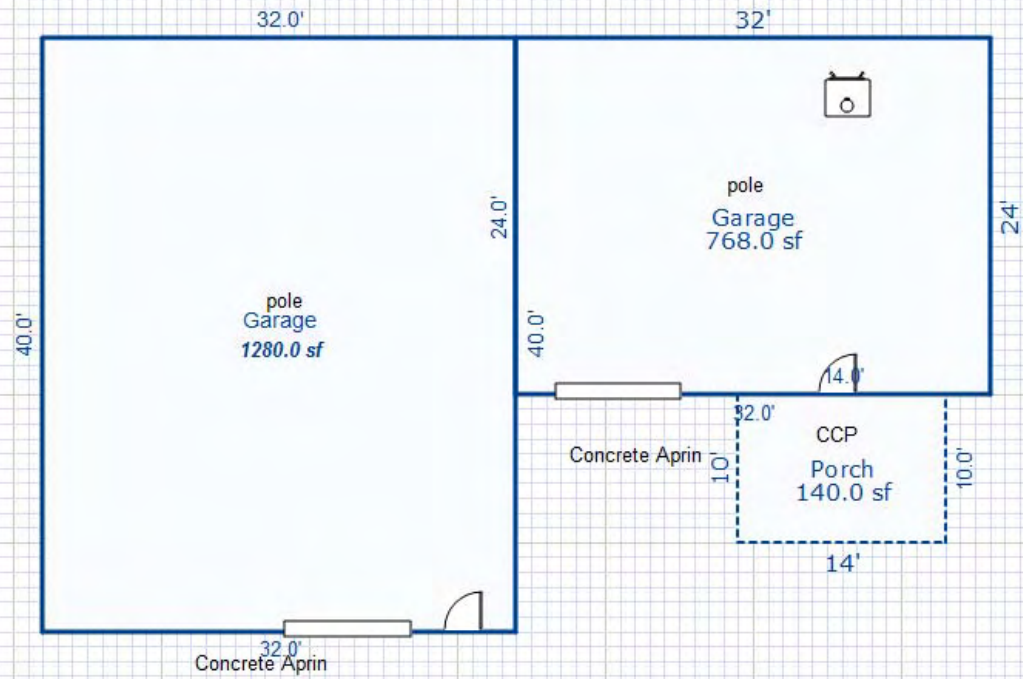 32.0'
32'
pole
Garage
768.0 sf
24.0'
24'
pole
Garage
1280.0 sf
40.0'
40.0'
14.0'
32.0'
CCP
Porch
140.0 sf
Concrete Aprin
10'
10.0'
14'
32.0'
Concrete Aprin